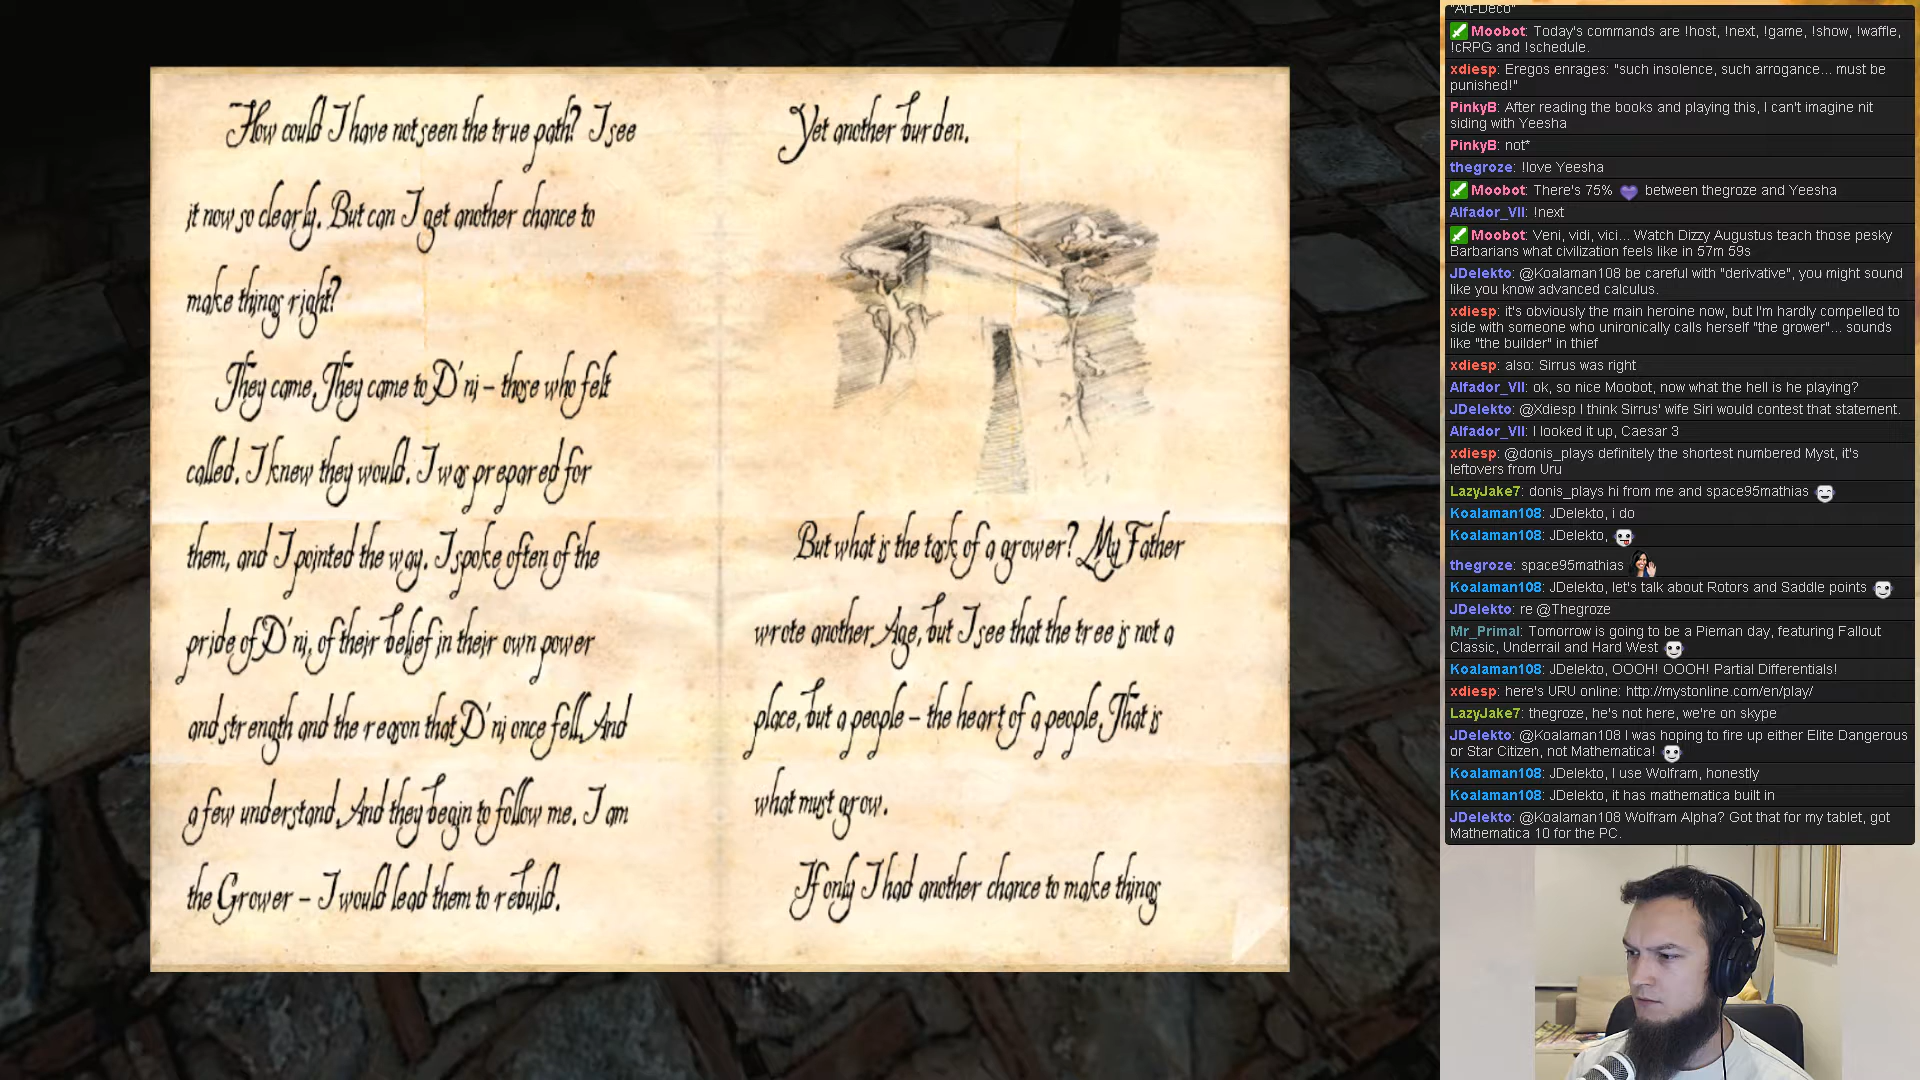 How could I have not seen the true path? I see
it now so clearly. But can I get another chance to
make things right?
They came. They came to D'ni – those who felt
called. I knew they would. I was prepared for
them, and I pointed the way. I spoke often of the
pride of D'ni, of their belief in their own power
and strength and the reason that D'ni once fell. And
a few understand. And they begin to follow me. I am
the Grower – I would lead them to rebuild.
Yet another burden.
But what is the task of a grower? My Father
wrote another Age, but I see that the tree is not a
place, but a people – the heart of a people. That is
what must grow.
If only I had another chance to make things
"Art-Deco"
Moobot: Today's commands are !host, !next, !game, !show, !waffle,
!cRPG and !schedule.
xdiesp: Eregos enrages: "such insolence, such arrogance... must be
punished!"
PinkyB: After reading the books and playing this, I can't imagine nit
siding with Yeesha
PinkyB: not*
thegroze: !love Yeesha
Moobot: There's 75% between thegroze and Yeesha
Alfador_VII: !next
Moobot: Veni, vidi, vici... Watch Dizzy Augustus teach those pesky
Barbarians what civilization feels like in 57m 59s
JDelekto: @Koalaman108 be careful with "derivative", you might sound
like you know advanced calculus.
xdiesp: it's obviously the main heroine now, but I'm hardly compelled to
side with someone who unironically calls herself "the grower"... sounds
like "the builder" in thief
xdiesp: also: Sirrus was right
Alfador_VII: ok, so nice Moobot, now what the hell is he playing?
JDelekto: @Xdiesp I think Sirrus' wife Siri would contest that statement.
Alfador_VII: I looked it up, Caesar 3
xdiesp: @donis_plays definitely the shortest numbered Myst, it's
leftovers from Uru
LazyJake7: donis_plays hi from me and space95mathias
Koalaman108: JDelekto, i do
Koalaman108: JDelekto,
thegroze: space95mathias
Koalaman108: JDelekto, let's talk about Rotors and Saddle points
JDelekto: re @Thegroze
Mr_Primal: Tomorrow is going to be a Pieman day, featuring Fallout
Classic, Underrail and Hard West
Koalaman108: JDelekto, OOOH! OOOH! Partial Differentials!
xdiesp: here's URU online: http://mystonline.com/en/play/
LazyJake7: thegroze, he's not here, we're on skype
JDelekto: @Koalaman108 I was hoping to fire up either Elite Dangerous
or Star Citizen, not Mathematica!
Koalaman108: JDelekto, I use Wolfram, honestly
Koalaman108: JDelekto, it has mathematica built in
JDelekto: @Koalaman108 Wolfram Alpha? Got that for my tablet, got
Mathematica 10 for the PC.